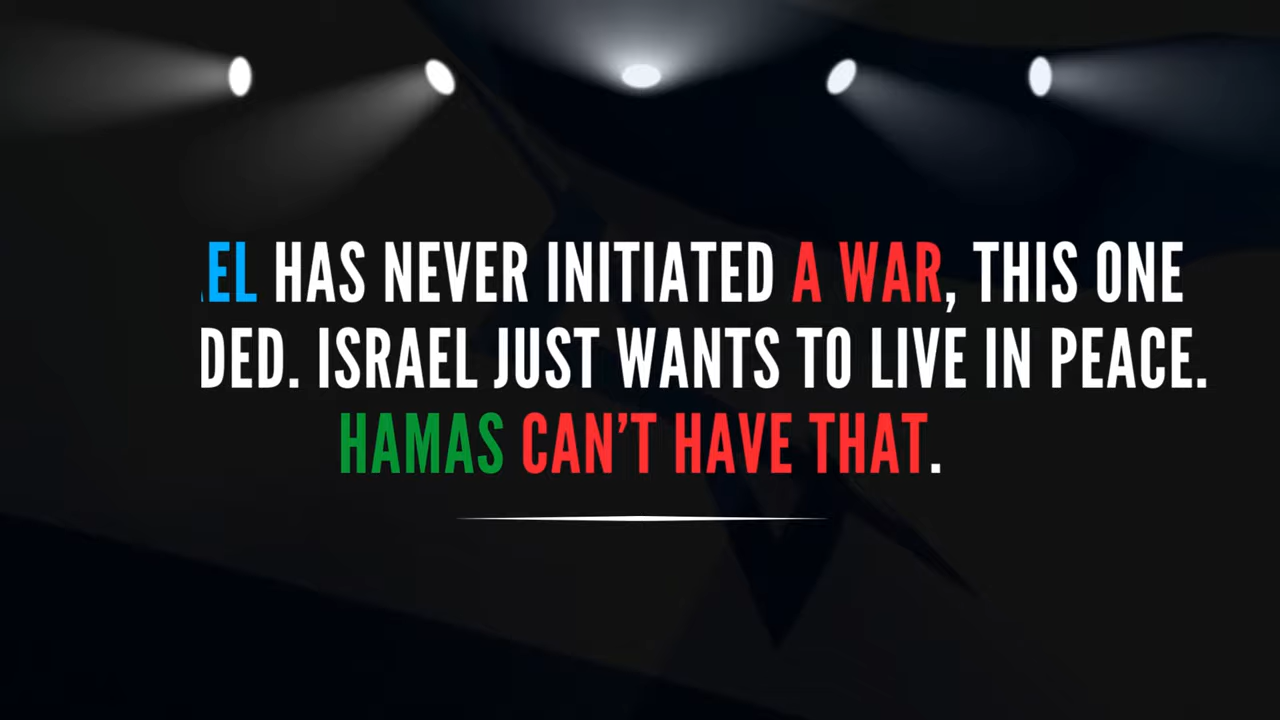 EL HAS NEVER INITIATED A WAR, THIS ONE
DED. ISRAEL JUST WANTS TO LIVE IN PEACE.
HAMAS CAN'T HAVE THAT.